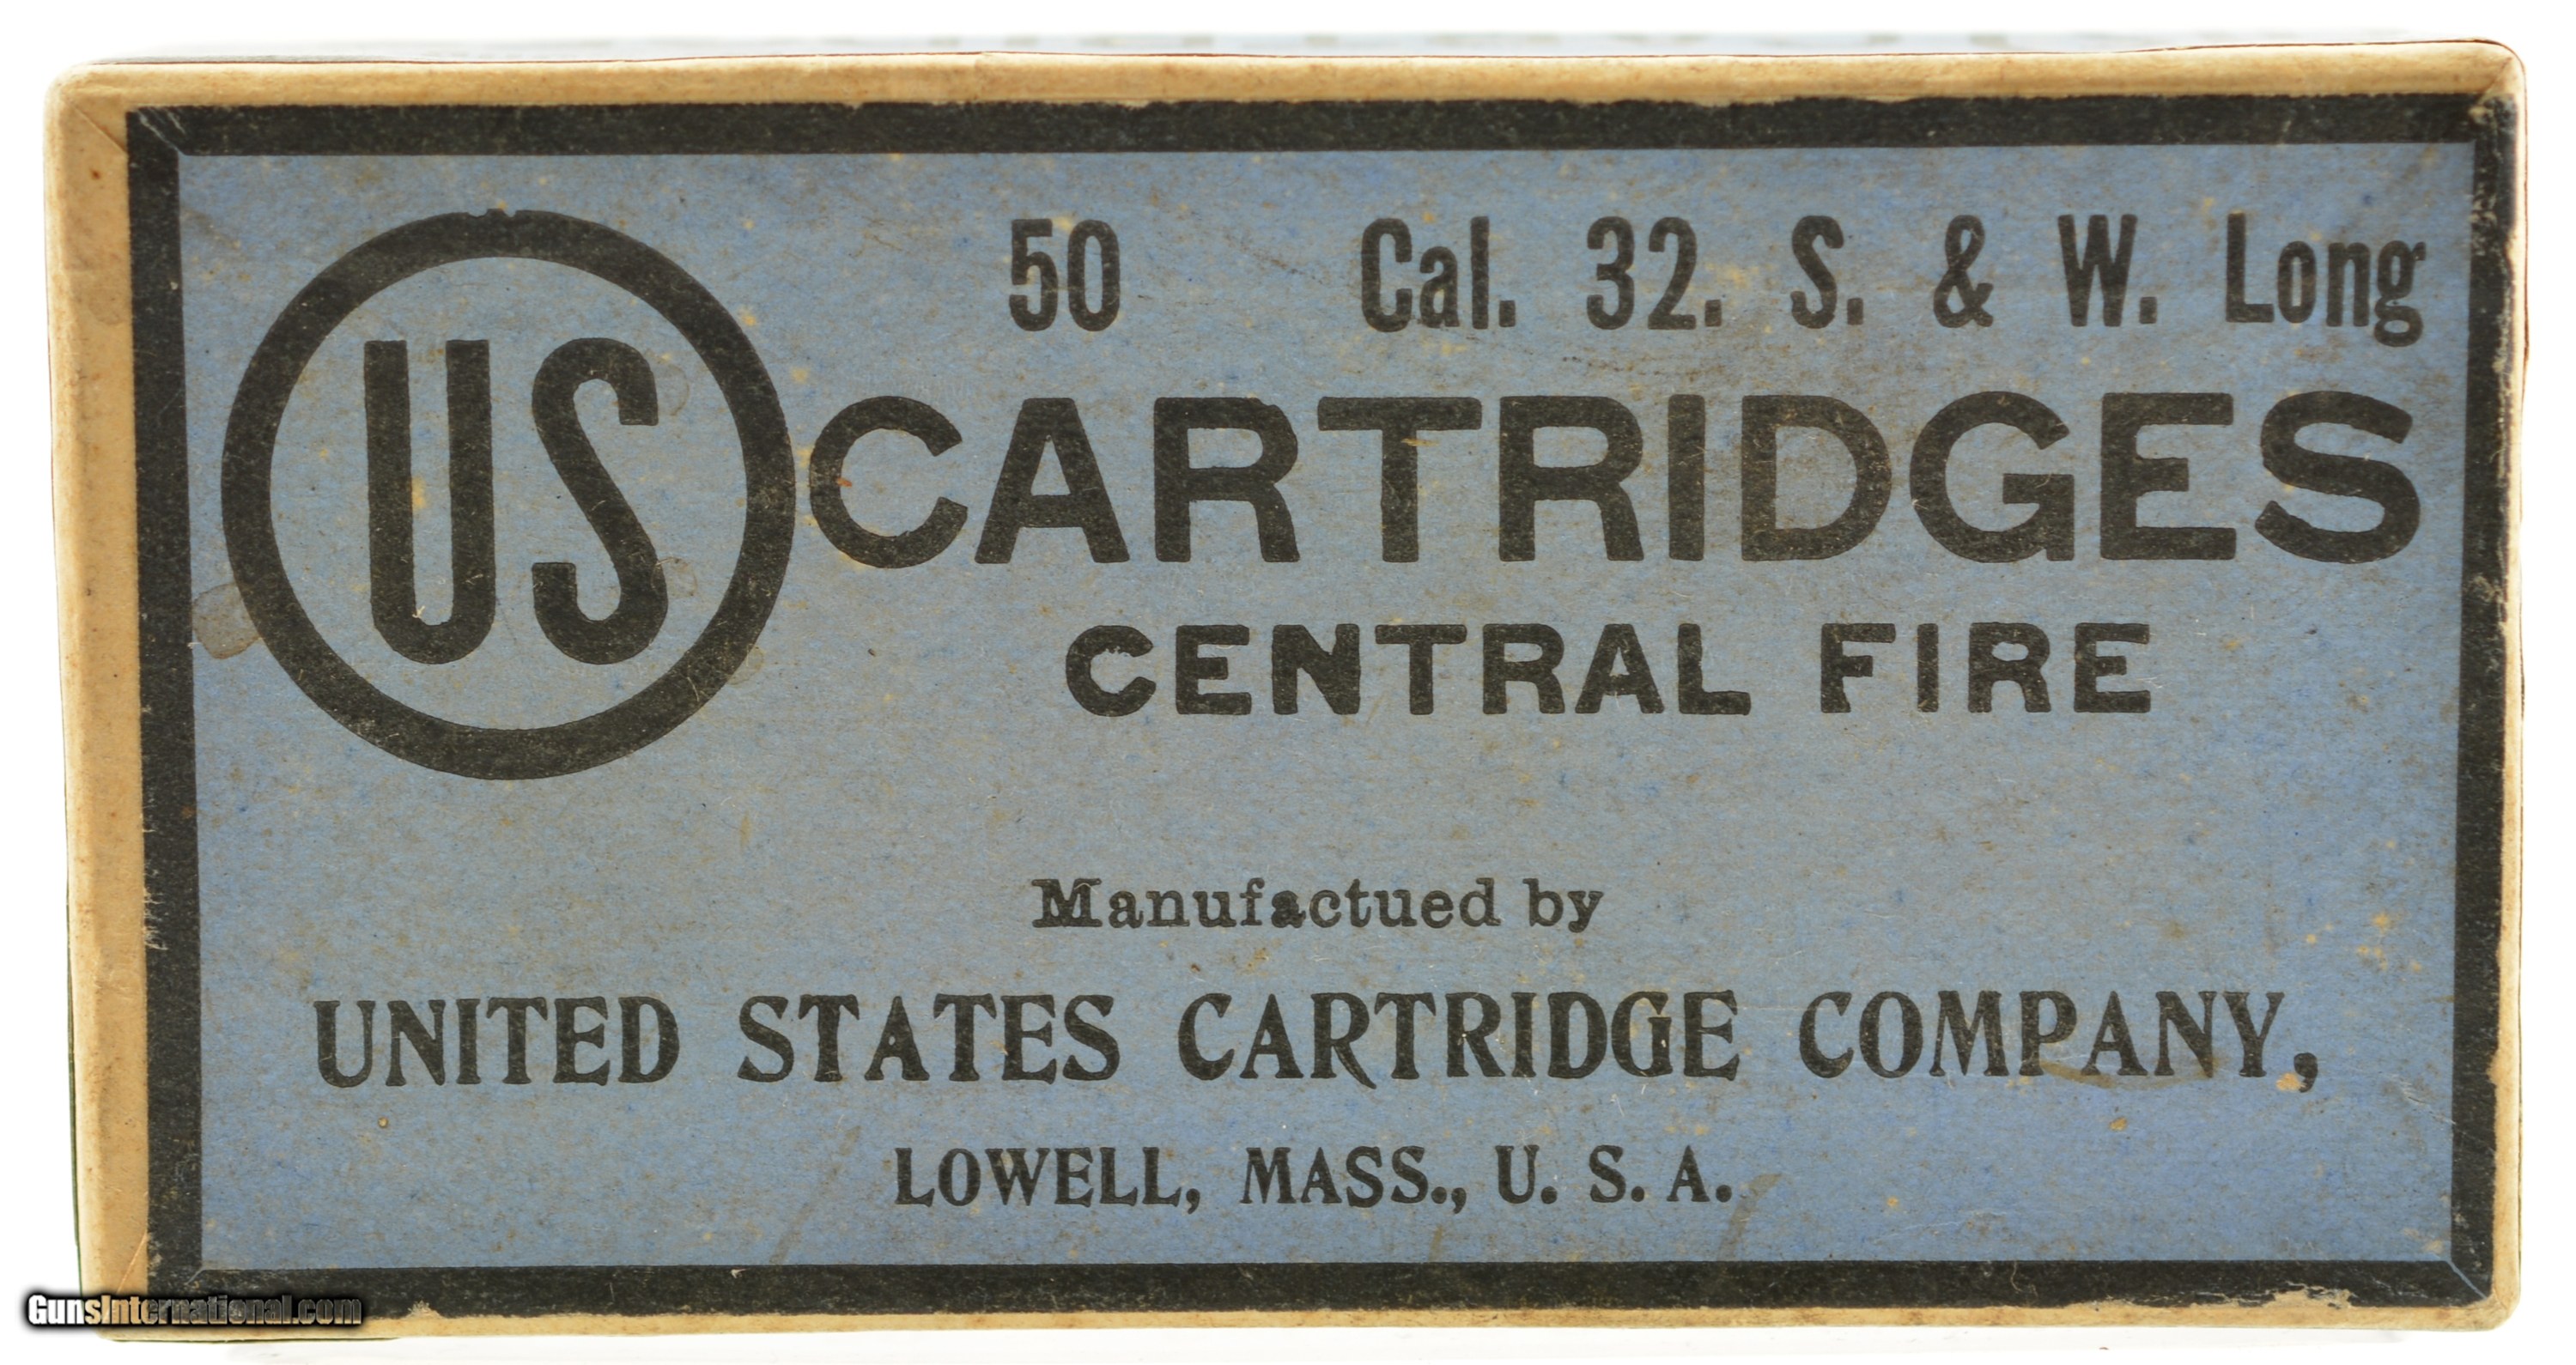 50 Cal. 32. S. & W. Long
US CARTRIDGES
CENTRAL FIRE
Manufactued by
UNITED STATES CARTRIDGE COMPANY,
LOWELL, MASS., U. S. A.
GunsInternational.com